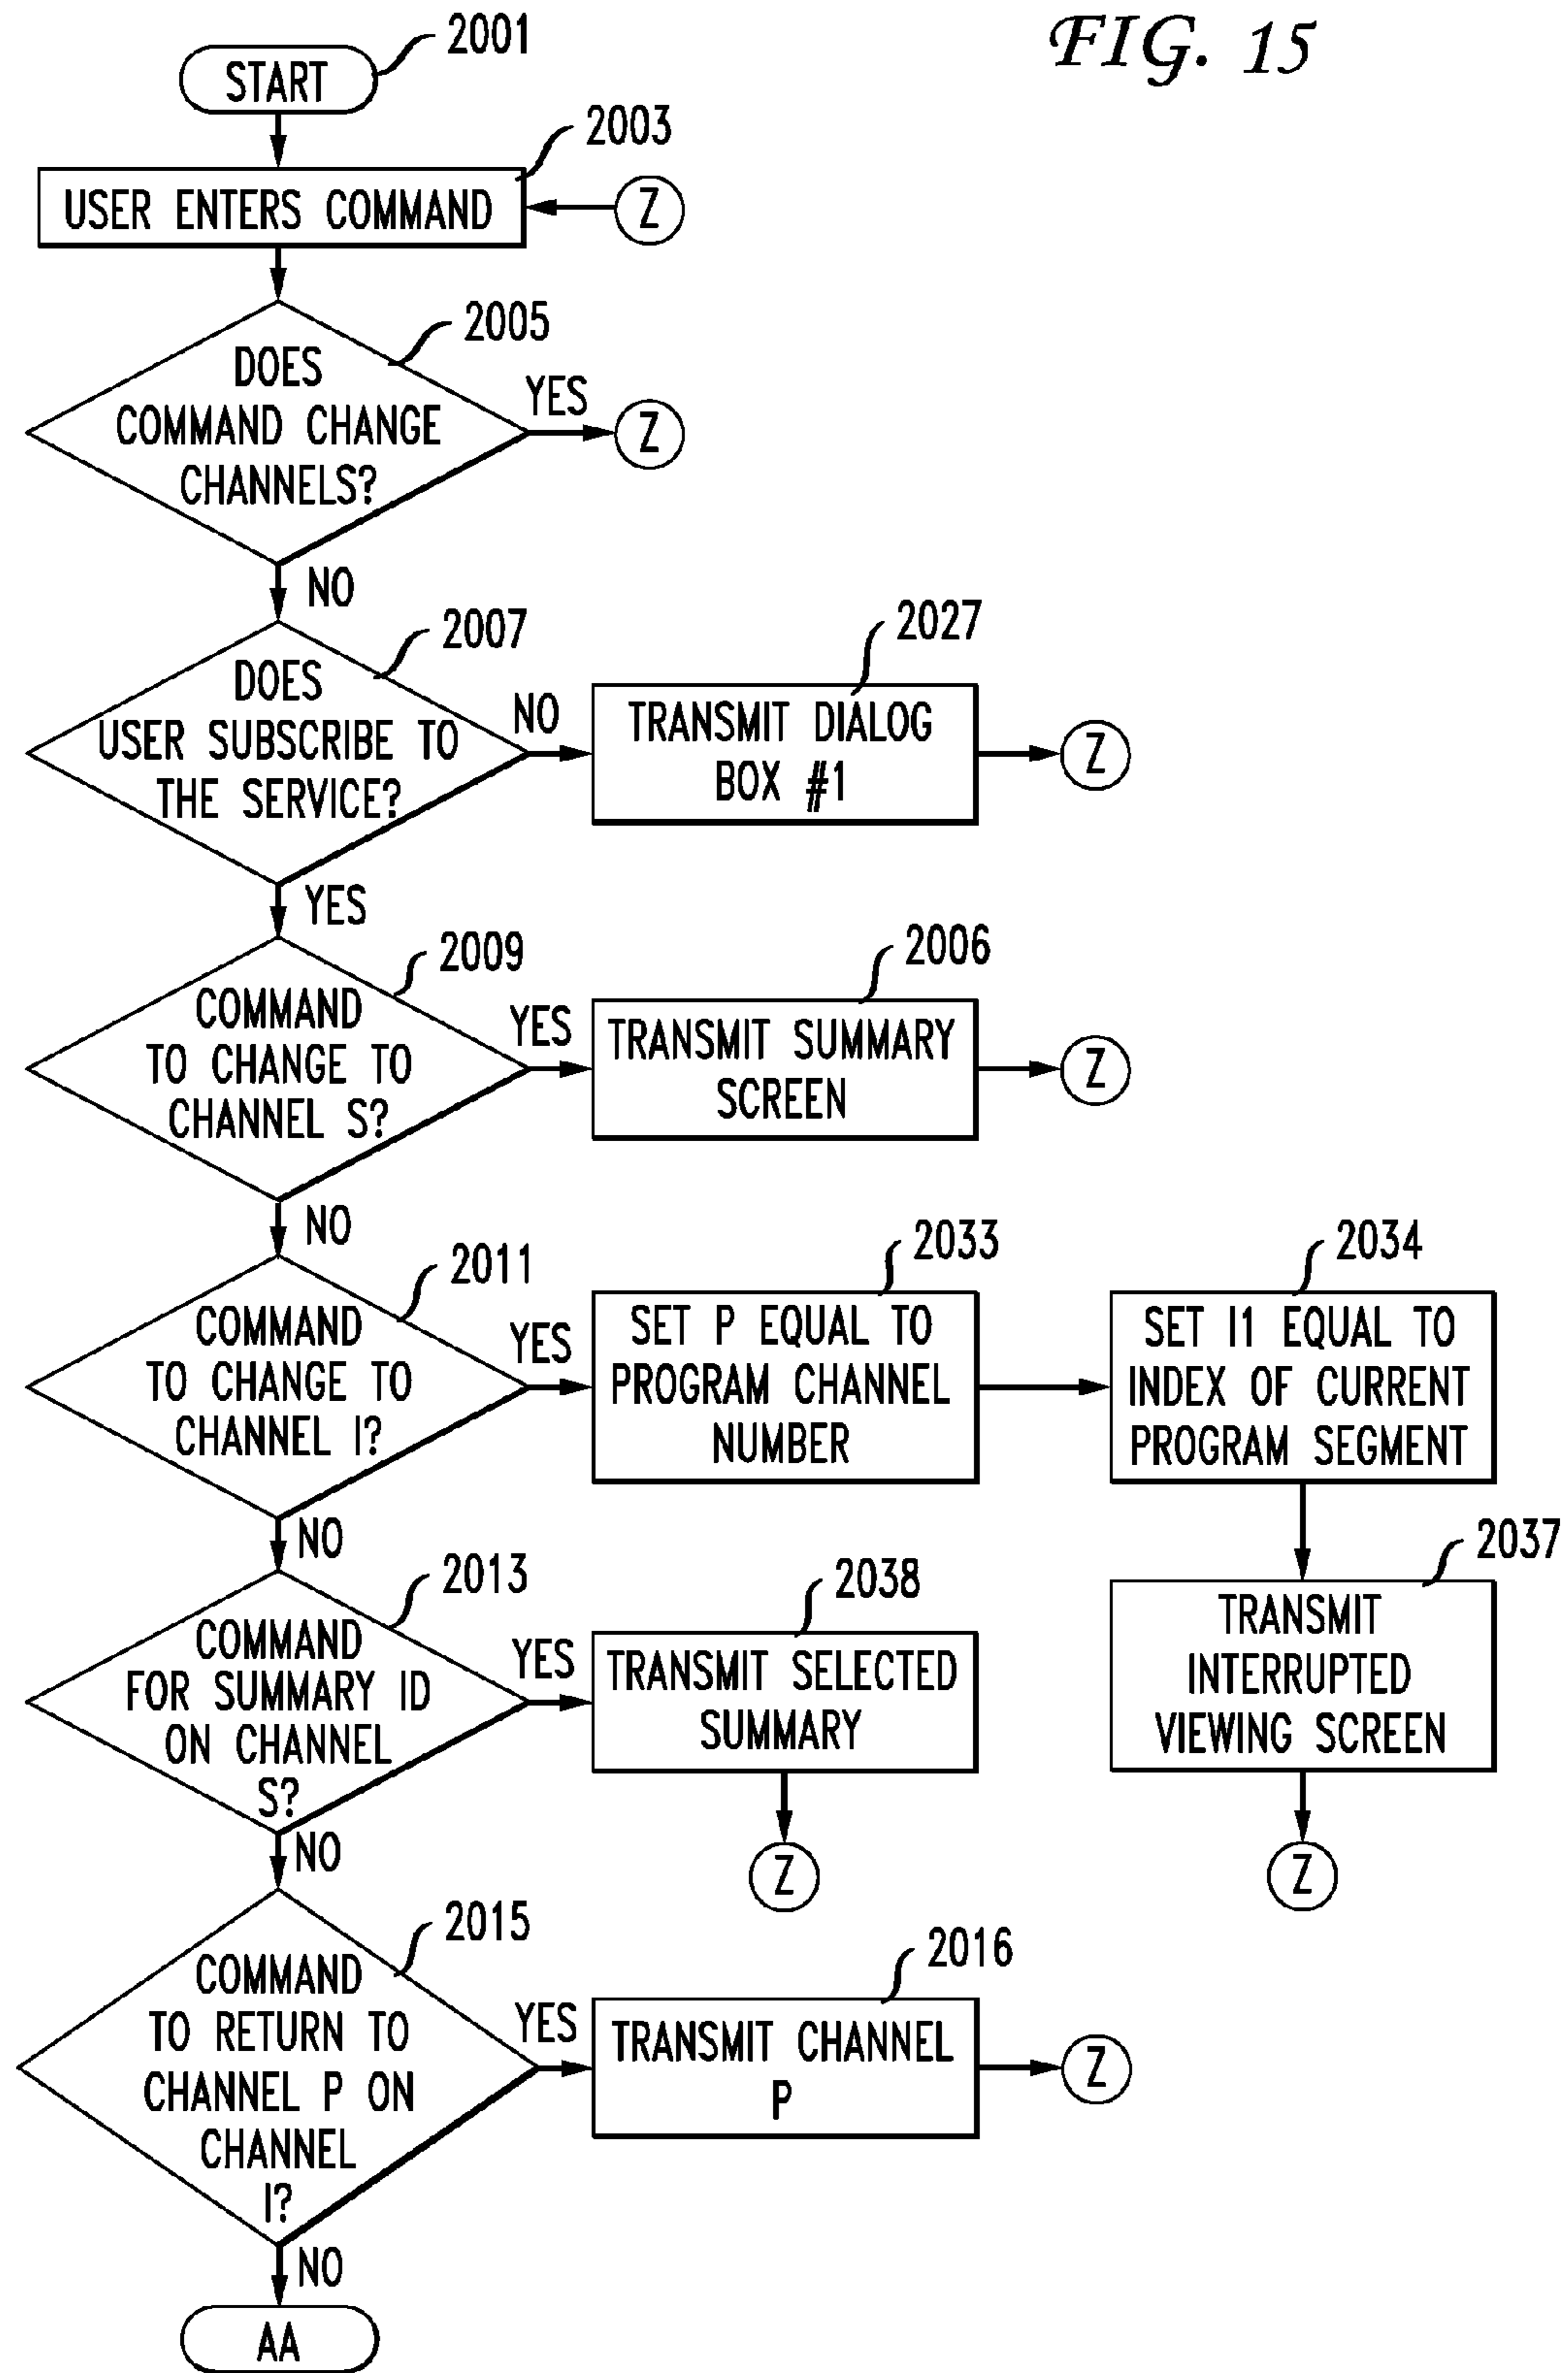 FIG. 15
2001
START
2003
USER ENTERS COMMAND
Z
2005
DOES
COMMAND CHANGE
CHANNELS?
YES
Z
NO
2007
DOES
USER SUBSCRIBE TO
THE SERVICE?
NO
2027
TRANSMIT DIALOG
BOX #1
Z
YES
2009
COMMAND
TO CHANGE TO
CHANNEL S?
YES
2006
TRANSMIT SUMMARY
SCREEN
Z
NO
2011
COMMAND
TO CHANGE TO
CHANNEL I?
YES
2033
SET P EQUAL TO
PROGRAM CHANNEL
NUMBER
2034
SET I1 EQUAL TO
INDEX OF CURRENT
PROGRAM SEGMENT
2037
TRANSMIT
INTERRUPTED
VIEWING SCREEN
Z
NO
2013
COMMAND
FOR SUMMARY ID
ON CHANNEL
S?
YES
2038
TRANSMIT SELECTED
SUMMARY
Z
NO
2015
COMMAND
TO RETURN TO
CHANNEL P ON
CHANNEL
I?
YES
2016
TRANSMIT CHANNEL
P
Z
NO
AA